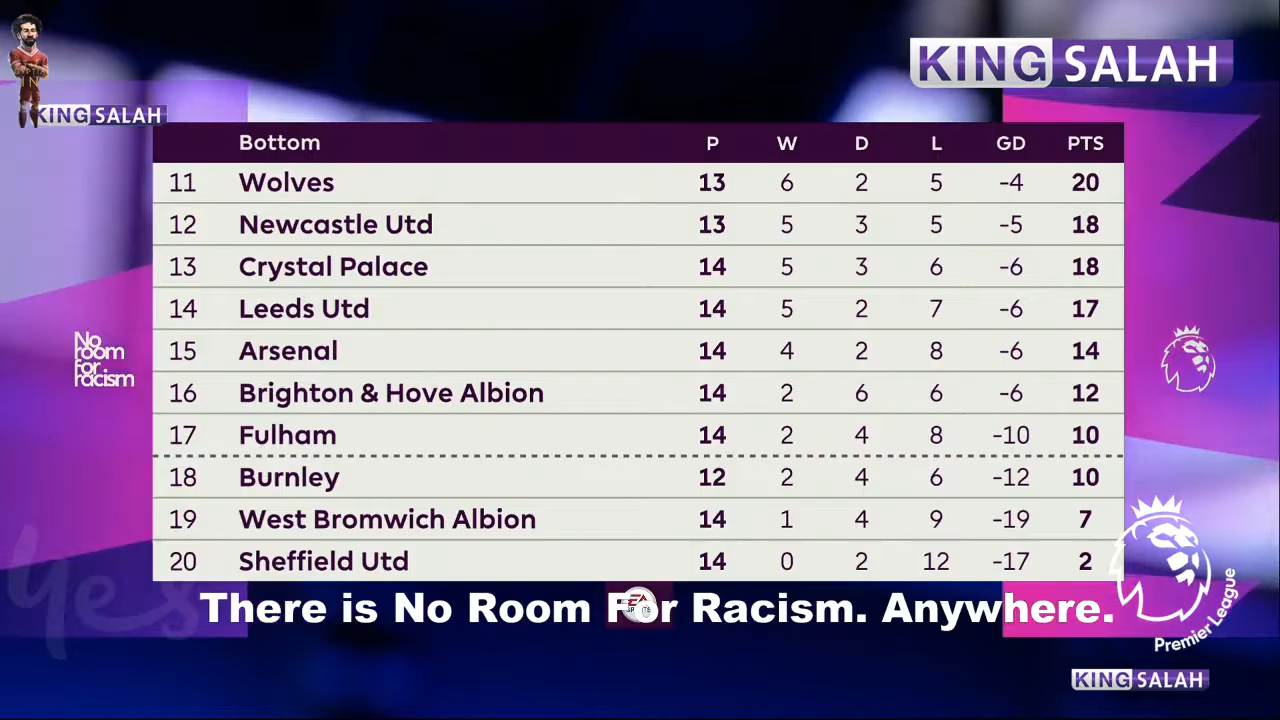 KING SALAH
KING SALAH
Bottom P W D L GD PTS
11 Wolves 13 6 2 5 -4 20
12 Newcastle Utd 13 5 3 5 -5 18
13 Crystal Palace 14 5 3 6 -6 18
14 Leeds Utd 14 5 2 7 -6 17
15 Arsenal 14 4 2 8 -6 14
16 Brighton & Hove Albion 14 2 6 6 -6 12
17 Fulham 14 2 4 8 -10 10
18 Burnley 12 2 4 6 -12 10
19 West Bromwich Albion 14 1 4 9 -19 7
20 Sheffield Utd 14 0 2 12 -17 2
No
room
for
racism
yes
There is No Room For Racism. Anywhere.
EA
SPORTS
Premier League
KING SALAH